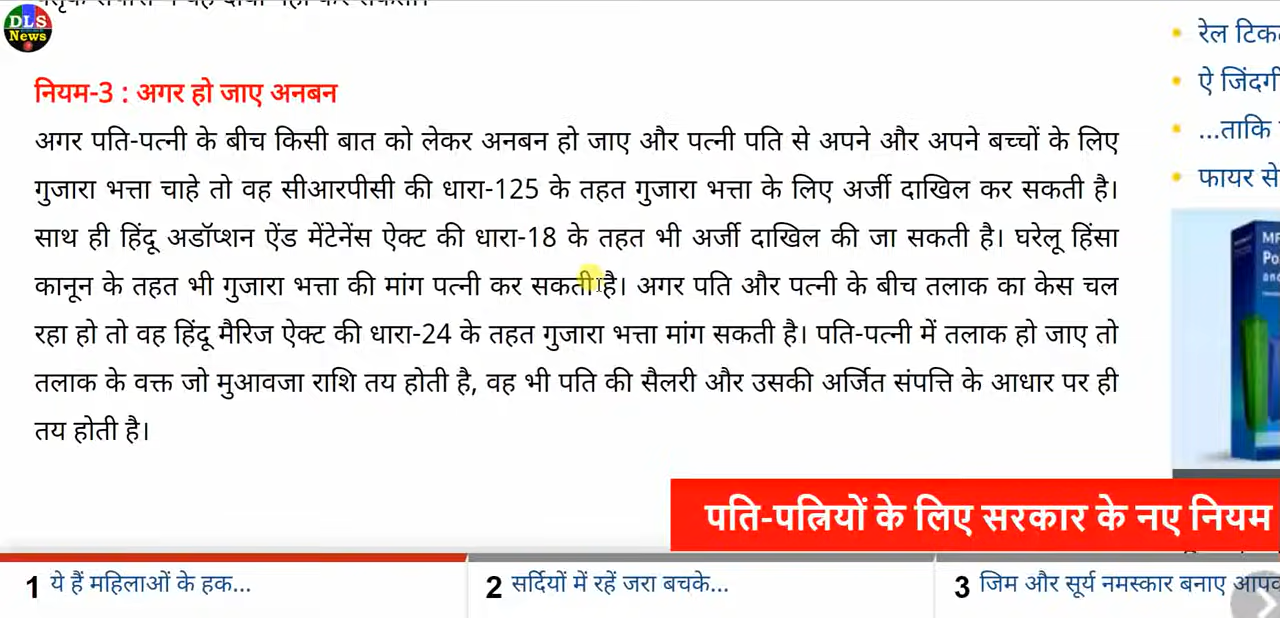 DLS
News
नियम-3 : अगर हो जाए अनबन
अगर पति-पत्नी के बीच किसी बात को लेकर अनबन हो जाए और पत्नी पति से अपने और अपने बच्चों के लिए
गुजारा भत्ता चाहे तो वह सीआरपीसी की धारा-125 के तहत गुजारा भत्ता के लिए अर्जी दाखिल कर सकती है।
साथ ही हिंदू अडॉप्शन ऐंड मेंटेनेंस ऐक्ट की धारा-18 के तहत भी अर्जी दाखिल की जा सकती है। घरेलू हिंसा
कानून के तहत भी गुजारा भत्ता की मांग पत्नी कर सकती है। अगर पति और पत्नी के बीच तलाक का केस चल
रहा हो तो वह हिंदू मैरिज ऐक्ट की धारा-24 के तहत गुजारा भत्ता मांग सकती है। पति-पत्नी में तलाक हो जाए तो
तलाक के वक्त जो मुआवजा राशि तय होती है, वह भी पति की सैलरी और उसकी अर्जित संपत्ति के आधार पर ही
तय होती है।
रेल
ऐ जिंदगी
...ताकि
फायर से
पति-पत्नियों के लिए सरकार के नए नियम
1 ये हैं महिलाओं के हक...
2 सर्दियों में रहें जरा बचके...
3 जिम और सूर्य नमस्कार बनाए